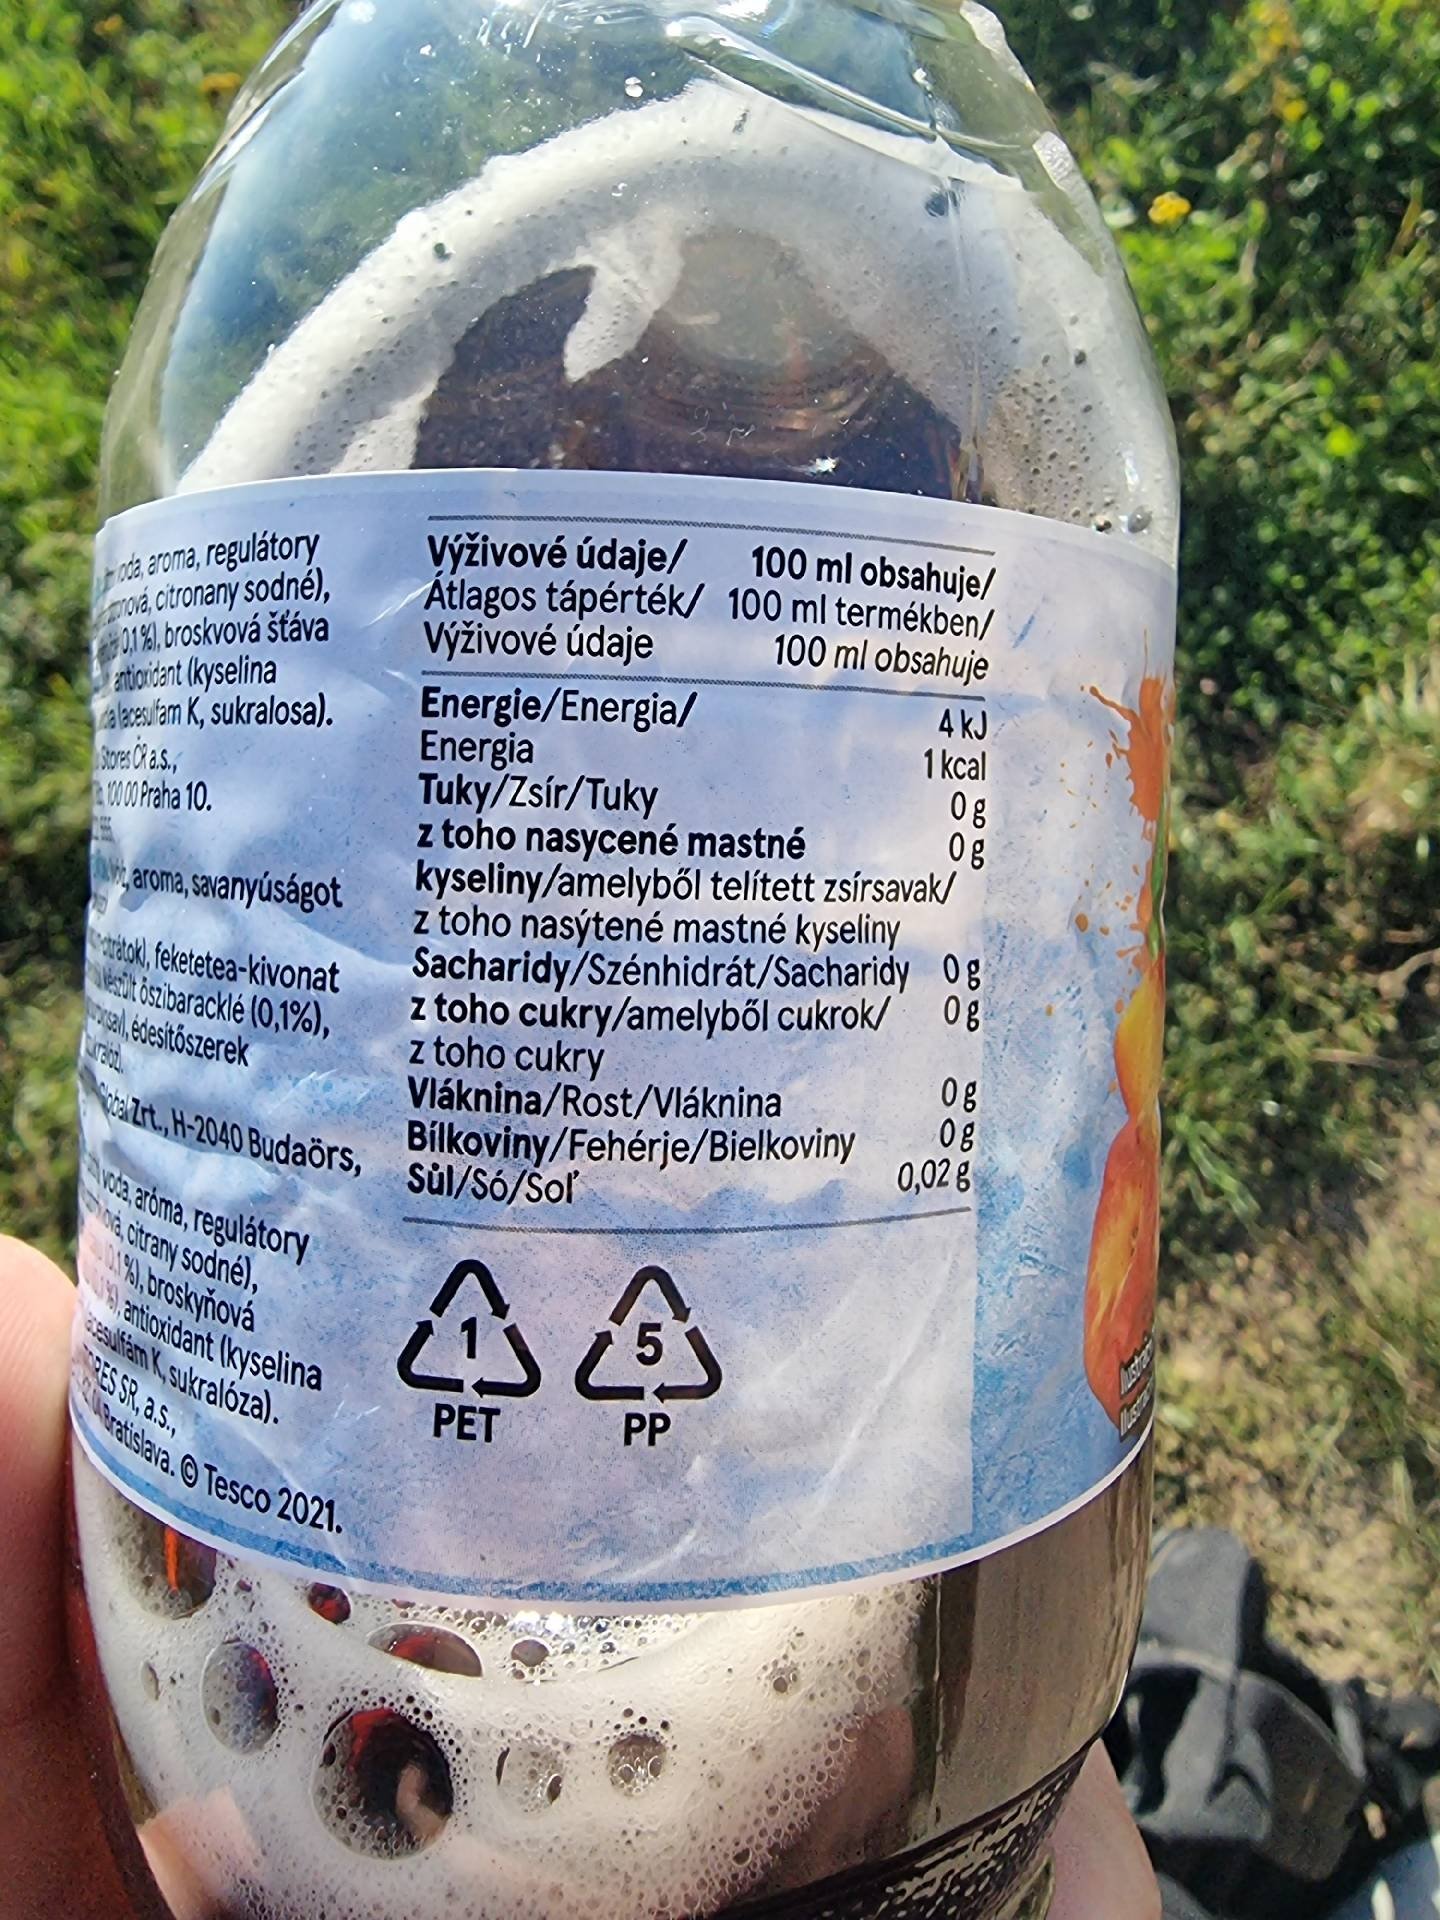 voda, aroma, regulátory
citronany sodné),
0,1 %), broskvová šťáva
antioxidant (kyselina
(acesulfam K, sukralosa).
Stores ČR a.s.,
100 00 Praha 10.
aroma, savanyúságot
feketetea-kivonat
készült őszibaracklé (0,1%),
édesítőszerek
Global Zrt., H-2040 Budaörs,
voda, aróma, regulátory
citrany sodné),
(0,1 %), broskyňová
antioxidant (kyselina
acesulfám K, sukralóza).
SR, a.s.,
Bratislava. © Tesco 2021.
Výživové údaje/ 100 ml obsahuje/
Átlagos tápérték/ 100 ml termékben/
Výživové údaje 100 ml obsahuje
Energie/Energia/ 4 kJ
Energia 1 kcal
Tuky/Zsír/Tuky 0 g
z toho nasycené mastné 0 g
kyseliny/amelyből telített zsírsavak/
z toho nasýtené mastné kyseliny
Sacharidy/Szénhidrát/Sacharidy 0 g
z toho cukry/amelyből cukrok/ 0 g
z toho cukry
Vláknina/Rost/Vláknina 0 g
Bílkoviny/Fehérje/Bielkoviny 0 g
Sůl/Só/Soľ 0,02 g
1 5
PET PP